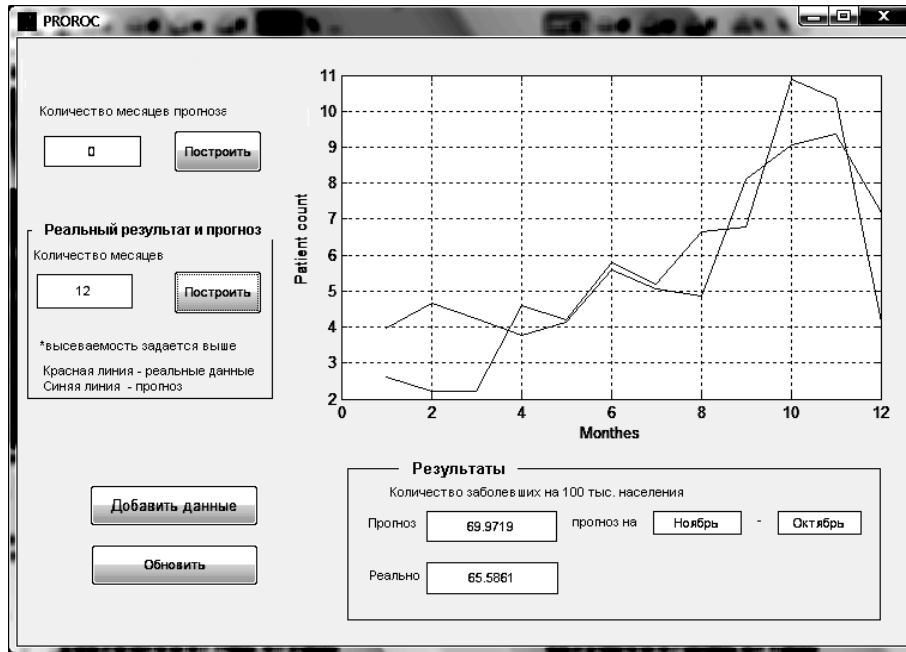 PROROC
Количество месяцев прогноза
0
Построить
Реальный результат и прогноз
Количество месяцев
12
Построить
*высеваемость задается выше
Красная линия - реальные данные
Синяя линия - прогноз
Добавить данные
Обновить
Patient count
11
10
9
8
7
6
5
4
3
2
0 2 4 6 8 10 12
Monthes
Результаты
Количество заболевших на 100 тыс. населения
Прогноз 69.9719 прогноз на Ноябрь - Октябрь
Реально 65.5861